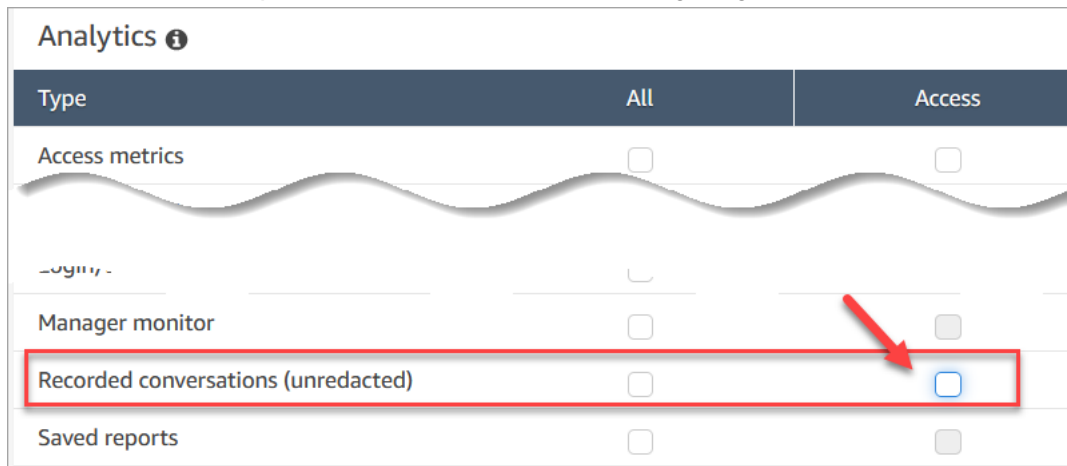 Analytics
Type All Access
Access metrics
Manager monitor
Recorded conversations (unredacted)
Saved reports